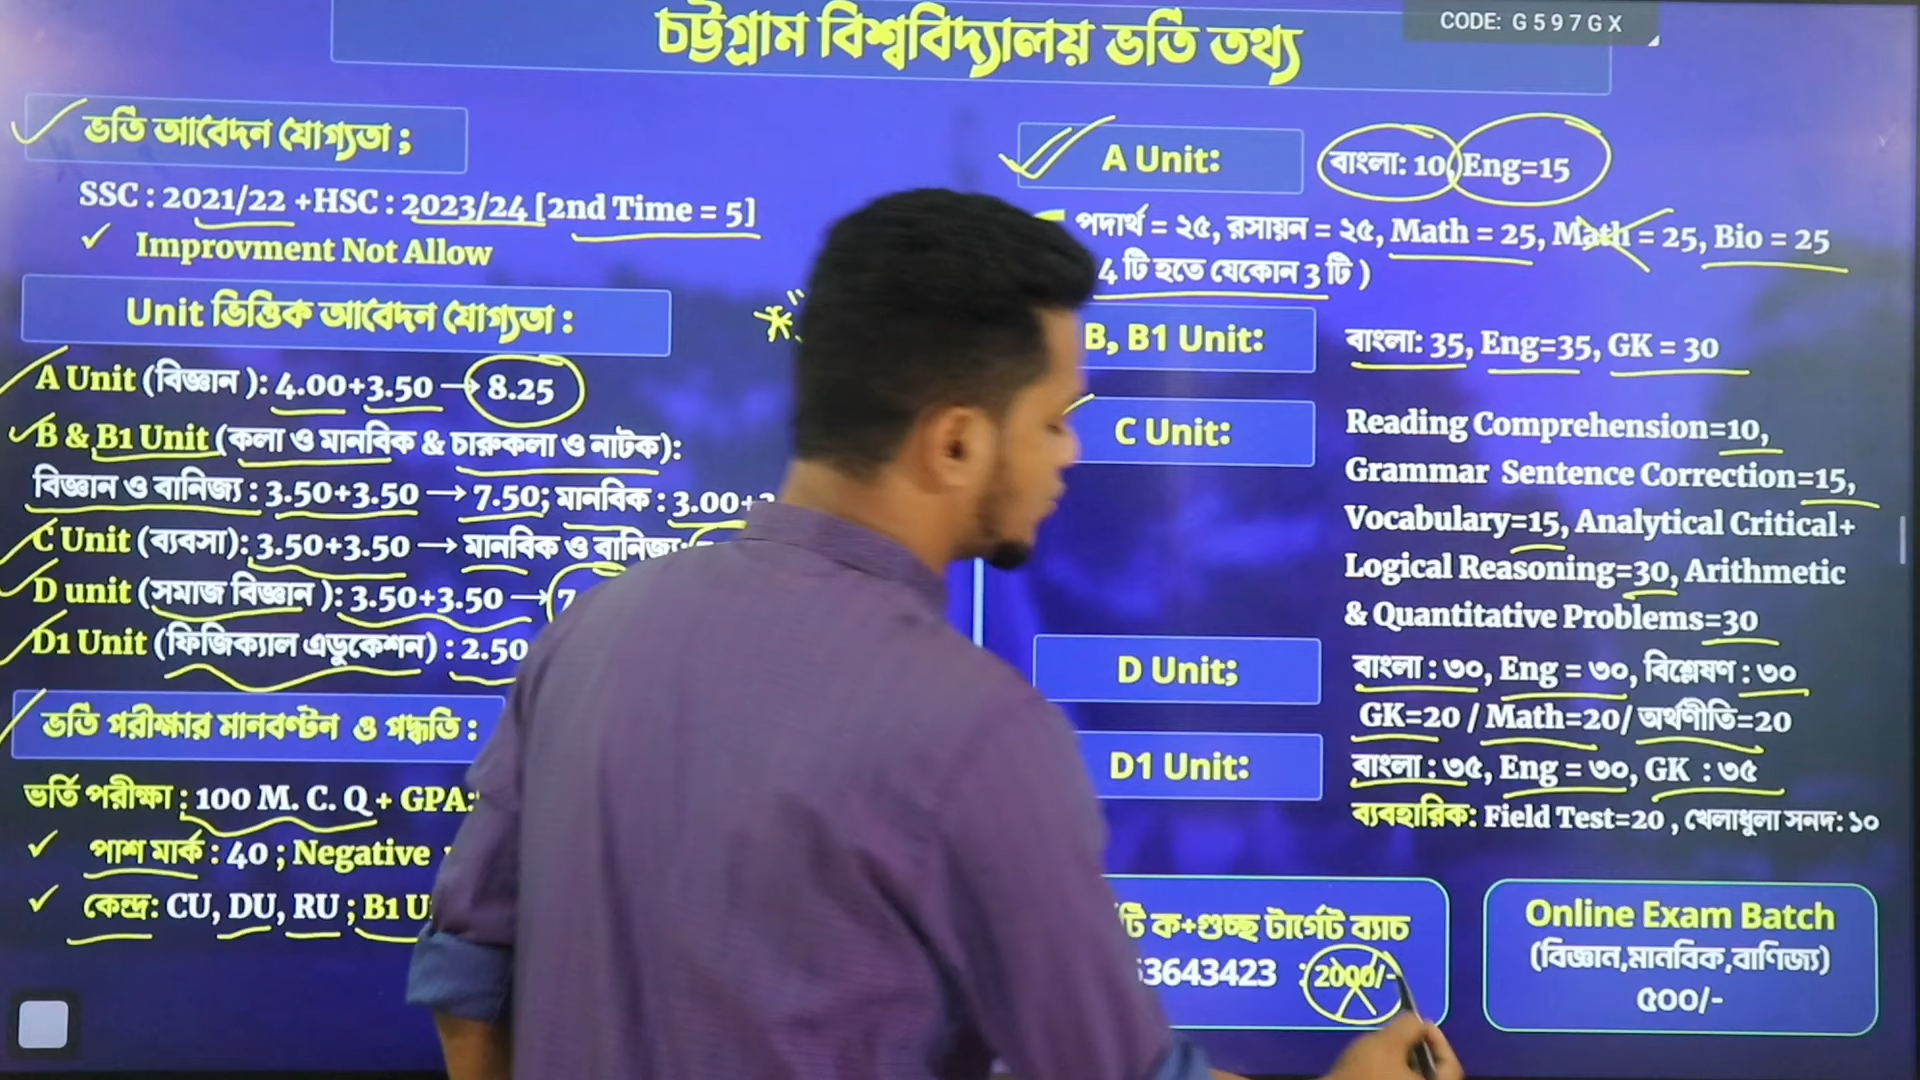 CODE: G597GX
চট্টগ্রাম বিশ্ববিদ্যালয় ভর্তি তথ্য
ভর্তি আবেদন যোগ্যতা ;
SSC : 2021/22 +HSC : 2023/24 [2nd Time = 5]
Improvment Not Allow
Unit ভিত্তিক আবেদন যোগ্যতা :
A Unit (বিজ্ঞান ): 4.00+3.50 → 8.25
B & B1 Unit (কলা ও মানবিক & চারুকলা ও নাটক):
বিজ্ঞান ও বানিজ্য : 3.50+3.50 → 7.50; মানবিক : 3.00+
C Unit (ব্যবসা): 3.50+3.50 → মানবিক ও বানিজ্য:
D unit (সমাজ বিজ্ঞান ): 3.50+3.50 → 7
D1 Unit (ফিজিক্যাল এডুকেশন) : 2.50
ভর্তি পরীক্ষার মানবণ্টন ও পদ্ধতি :
ভর্তি পরীক্ষা : 100 M. C. Q + GPA:
পাশ মার্ক : 40 ; Negative
কেন্দ্র: CU, DU, RU ; B1 U
A Unit: বাংলা: 10, Eng=15
পদার্থ = ২৫, রসায়ন = ২৫, Math = 25, Math = 25, Bio = 25
4 টি হতে যেকোন 3 টি )
B, B1 Unit: বাংলা: 35, Eng=35, GK = 30
C Unit: Reading Comprehension=10,
Grammar Sentence Correction=15,
Vocabulary=15, Analytical Critical+
Logical Reasoning=30, Arithmetic
& Quantitative Problems=30
D Unit; বাংলা : ৩০, Eng = ৩০, বিশ্লেষণ : ৩০
GK=20 / Math=20/ অর্থণীতি=20
D1 Unit: বাংলা : ৩৫, Eng = ৩০, GK : ৩৫
ব্যবহারিক: Field Test=20 , খেলাধুলা সনদ: ১০
টি ক+গুচ্ছ টার্গেট ব্যাচ
3643423 : 2000/-
Online Exam Batch
(বিজ্ঞান,মানবিক,বাণিজ্য)
৫০০/-